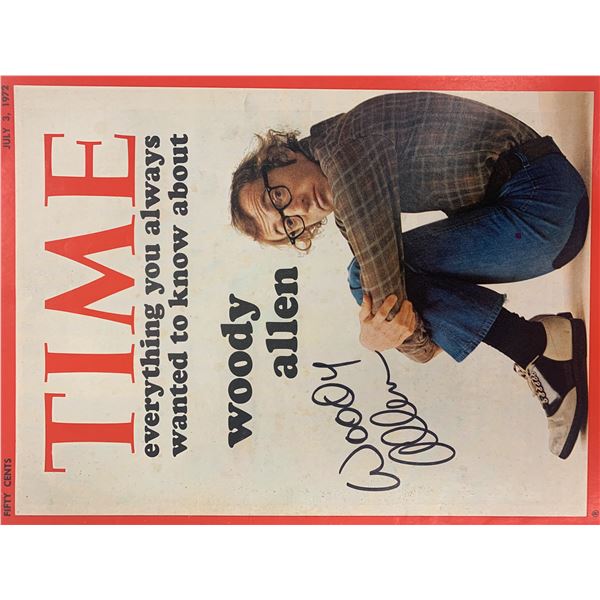 FIFTY CENTS JULY 3, 1972
TIME
everything you always
wanted to know about
woody
allen
Woody
Allen
®